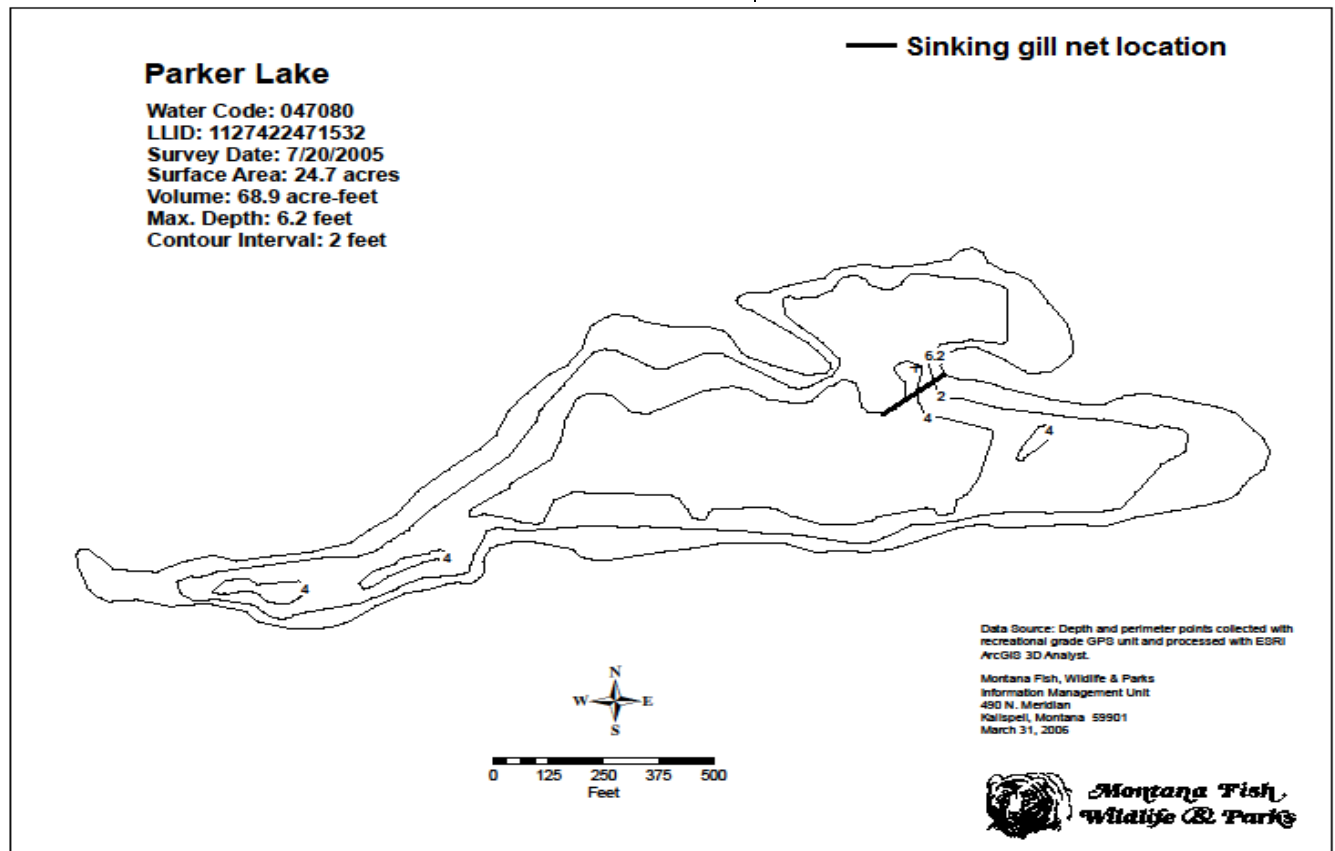 Sinking gill net location
Parker Lake
Water Code: 047080
LLID: 1127422471532
Survey Date: 7/20/2005
Surface Area: 24.7 acres
Volume: 68.9 acre-feet
Max. Depth: 6.2 feet
Contour Interval: 2 feet
6.2
2
4
4
4
4
Data Source: Depth and perimeter points collected with
recreational grade GPS unit and processed with ESRI
ArcGIS 3D Analyst.
Montana Fish, Wildlife & Parks
Information Management Unit
490 N. Meridian
Kalispell, Montana 59901
March 31, 2006
N
W E
S
0 125 250 375 500
Feet
Montana Fish,
Wildlife & Parks